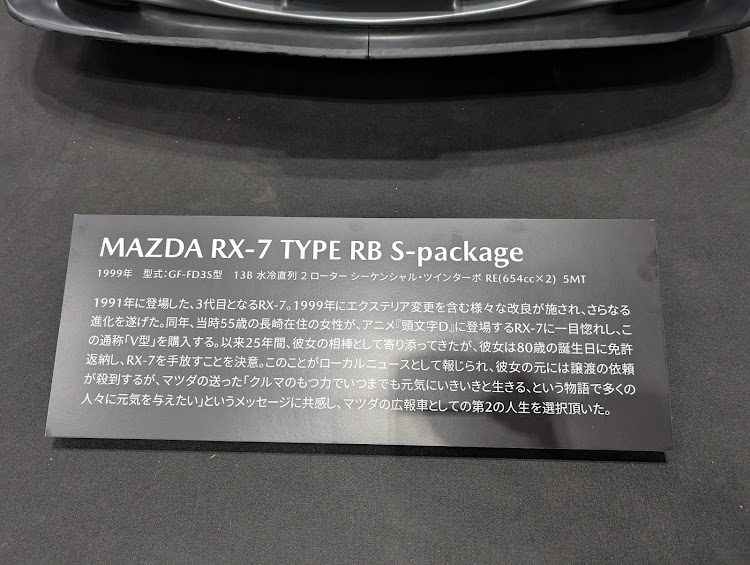 MAZDA RX-7 TYPE RB S-package
1999年 型式：GF-FD3S型 13B 水冷直列 2 ローター シーケンシャル・ツインターボ RE(654cc×2) 5MT
1991年に登場した、3代目となるRX-7。1999年にエクステリア変更を含む様々な改良が施され、さらなる
進化を遂げた。同年、当時55歳の長崎在住の女性が、アニメ『頭文字D』に登場するRX-7に一目惚れし、こ
の通称「Ⅴ型」を購入する。以来25年間、彼女の相棒として寄り添ってきたが、彼女は80歳の誕生日に免許
返納し、RX-7を手放すことを決意。このことがローカルニュースとして報じられ、彼女の元には譲渡の依頼
が殺到するが、マツダの送った「クルマのもつ力でいつまでも元気にいきいきと生きる、という物語で多くの
人々に元気を与えたい」というメッセージに共感し、マツダの広報車としての第2の人生を選択頂いた。